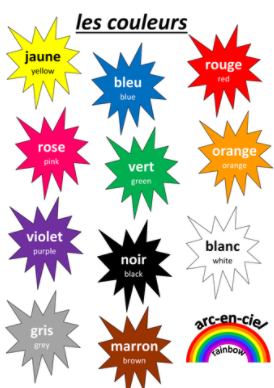 les couleurs
jaune
yellow
bleu
blue
rouge
red
rose
pink
vert
green
orange
orange
violet
purple
noir
black
blanc
white
gris
grey
marron
brown
arc-en-ciel
rainbow